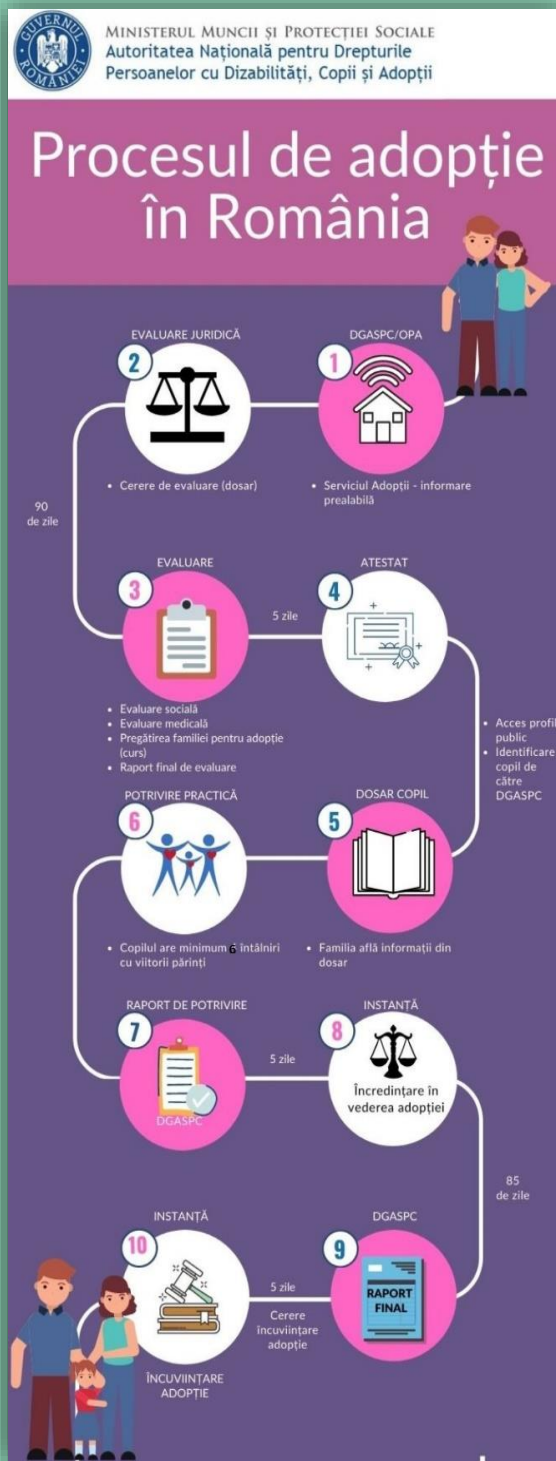 GUVERNUL ROMÂNIEI
MINISTERUL MUNCII ȘI PROTECȚIEI SOCIALE
Autoritatea Națională pentru Drepturile
Persoanelor cu Dizabilități, Copii și Adopții
Procesul de adopție
în România
DGASPC/OPA
1
• Serviciul Adopții - informare
prealabilă
EVALUARE JURIDICĂ
2
• Cerere de evaluare (dosar)
90
de zile
EVALUARE
3
• Evaluare socială
• Evaluare medicală
• Pregătirea familiei pentru adopție
(curs)
• Raport final de evaluare
5 zile
ATESTAT
4
• Acces profil
public
• Identificare
copil de
către
DGASPC
DOSAR COPIL
5
• Familia află informații din
dosar
POTRIVIRE PRACTICĂ
6
• Copilul are minimum 6 întâlniri
cu viitorii părinți
RAPORT DE POTRIVIRE
7
DGASPC
5 zile
INSTANȚĂ
8
Încredințare în
vederea adopției
85
de zile
DGASPC
9
RAPORT
FINAL
5 zile
Cerere
încuviințare
adopție
INSTANȚĂ
10
ÎNCUVIINȚARE
ADOPȚIE